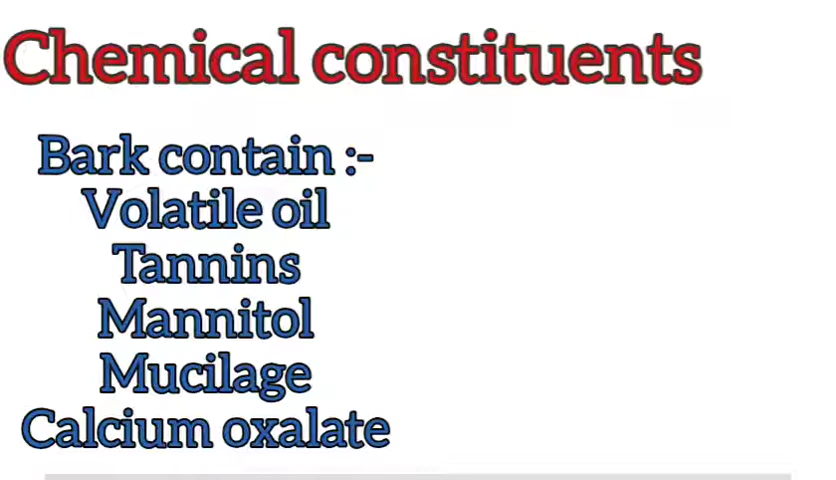 Chemical constituents
Bark contain :-
Volatile oil
Tannins
Mannitol
Mucilage
Calcium oxalate